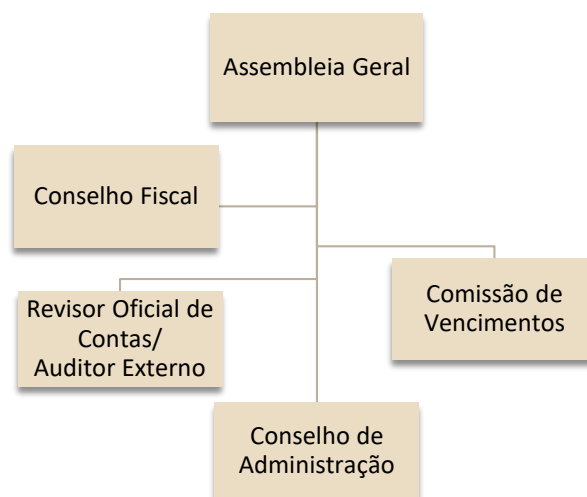 Assembleia Geral
Conselho Fiscal
Comissão de
Vencimentos
Revisor Oficial de
Contas/
Auditor Externo
Conselho de
Administração